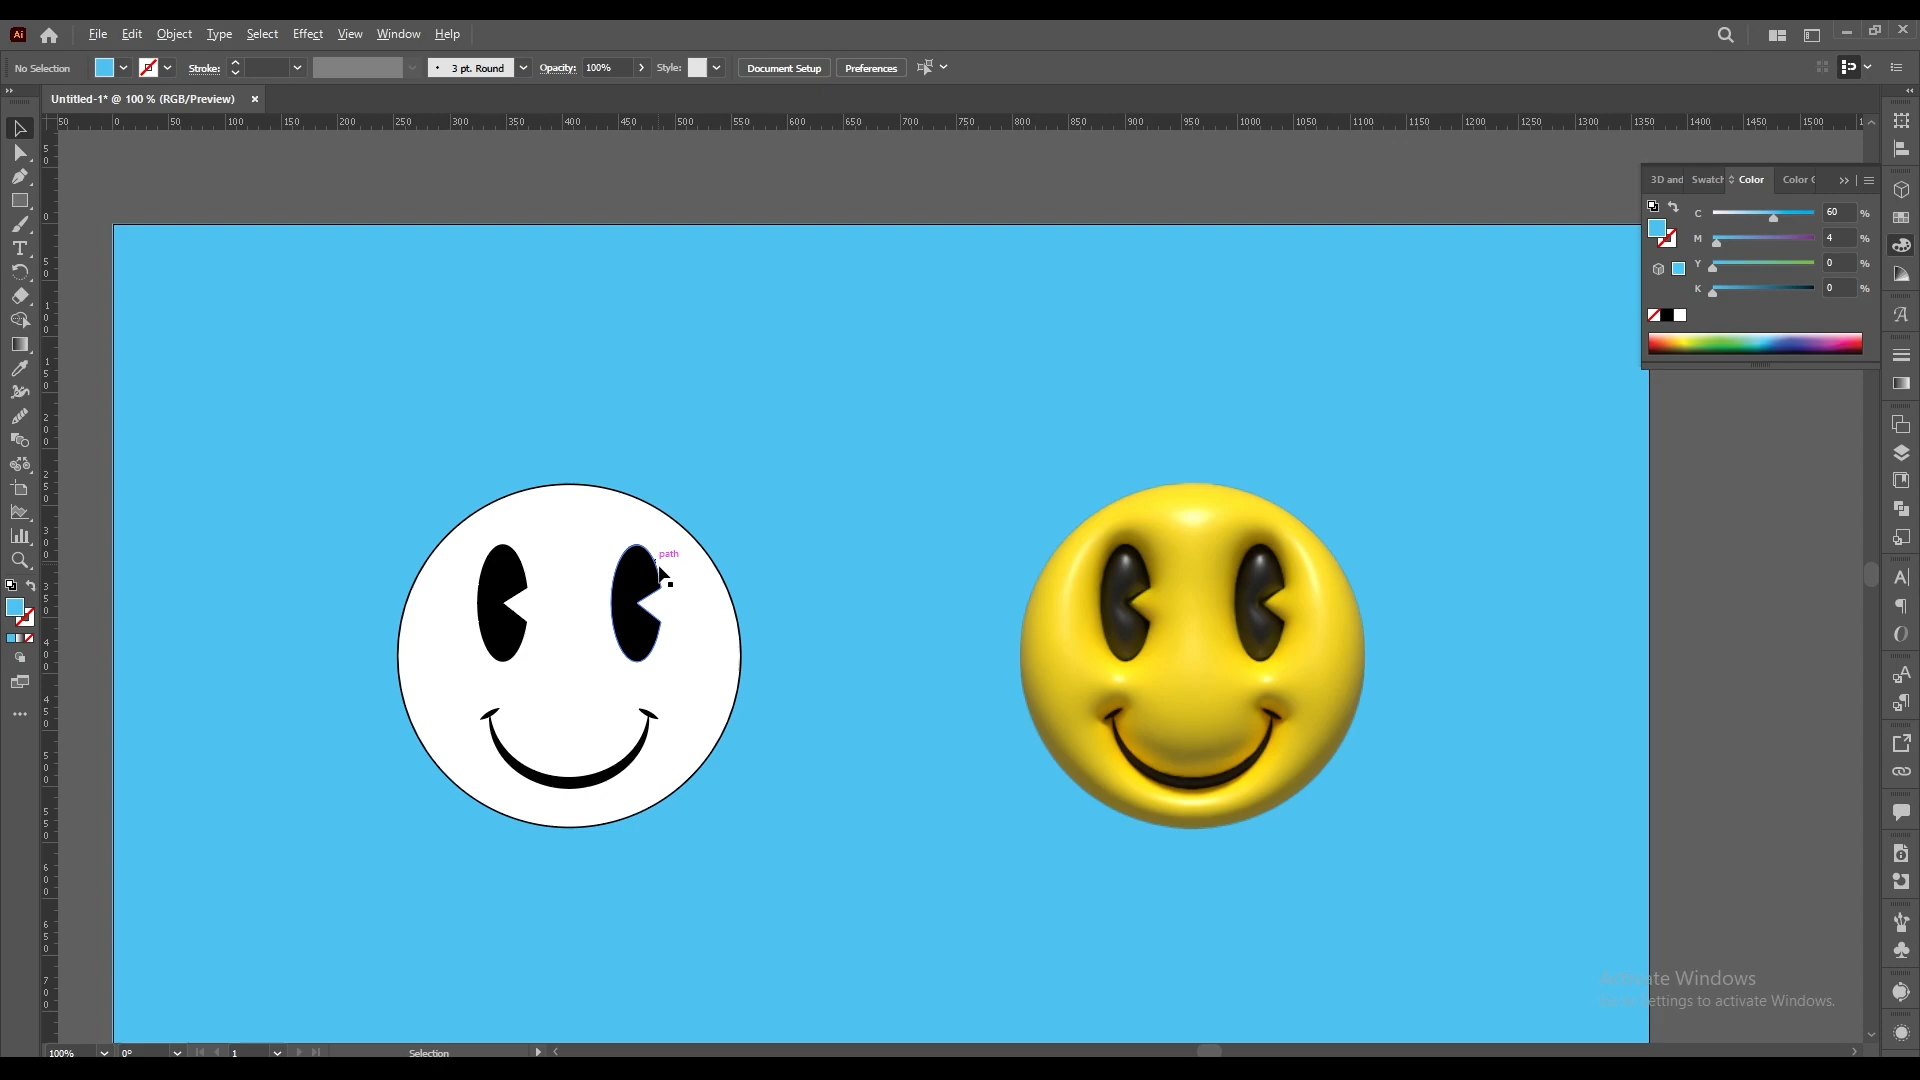 Ai File Edit Object Type Select Effect View Window Help
No Selection Stroke: 3 pt. Round Opacity: 100% Style: Document Setup Preferences
Untitled-1* @ 100 % (RGB/Preview) ×
50 0 50 100 150 200 250 300 350 400 450 500 550 600 650 700 750 800 850 900 950 1000 1050 1100 1150 1200 1250 1300 1350 1400 1450 1500
3D and Swatch Color Color
C 60 %
M 4 %
Y 0 %
K 0 %
path
Activate Windows
ettings to activate Windows.
100% 0° 1 Selection